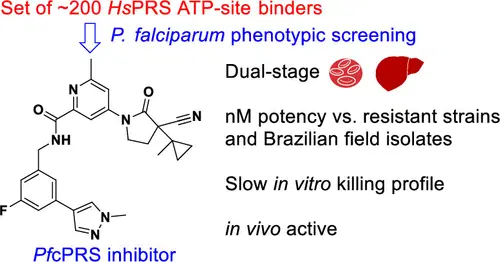 Set of ~200 HsPRS ATP-site binders
P. falciparum phenotypic screening
Dual-stage
nM potency vs. resistant strains
and Brazilian field isolates
Slow in vitro killing profile
in vivo active
N
O
NH
N
O
N
F
N
N
PfcPRS inhibitor